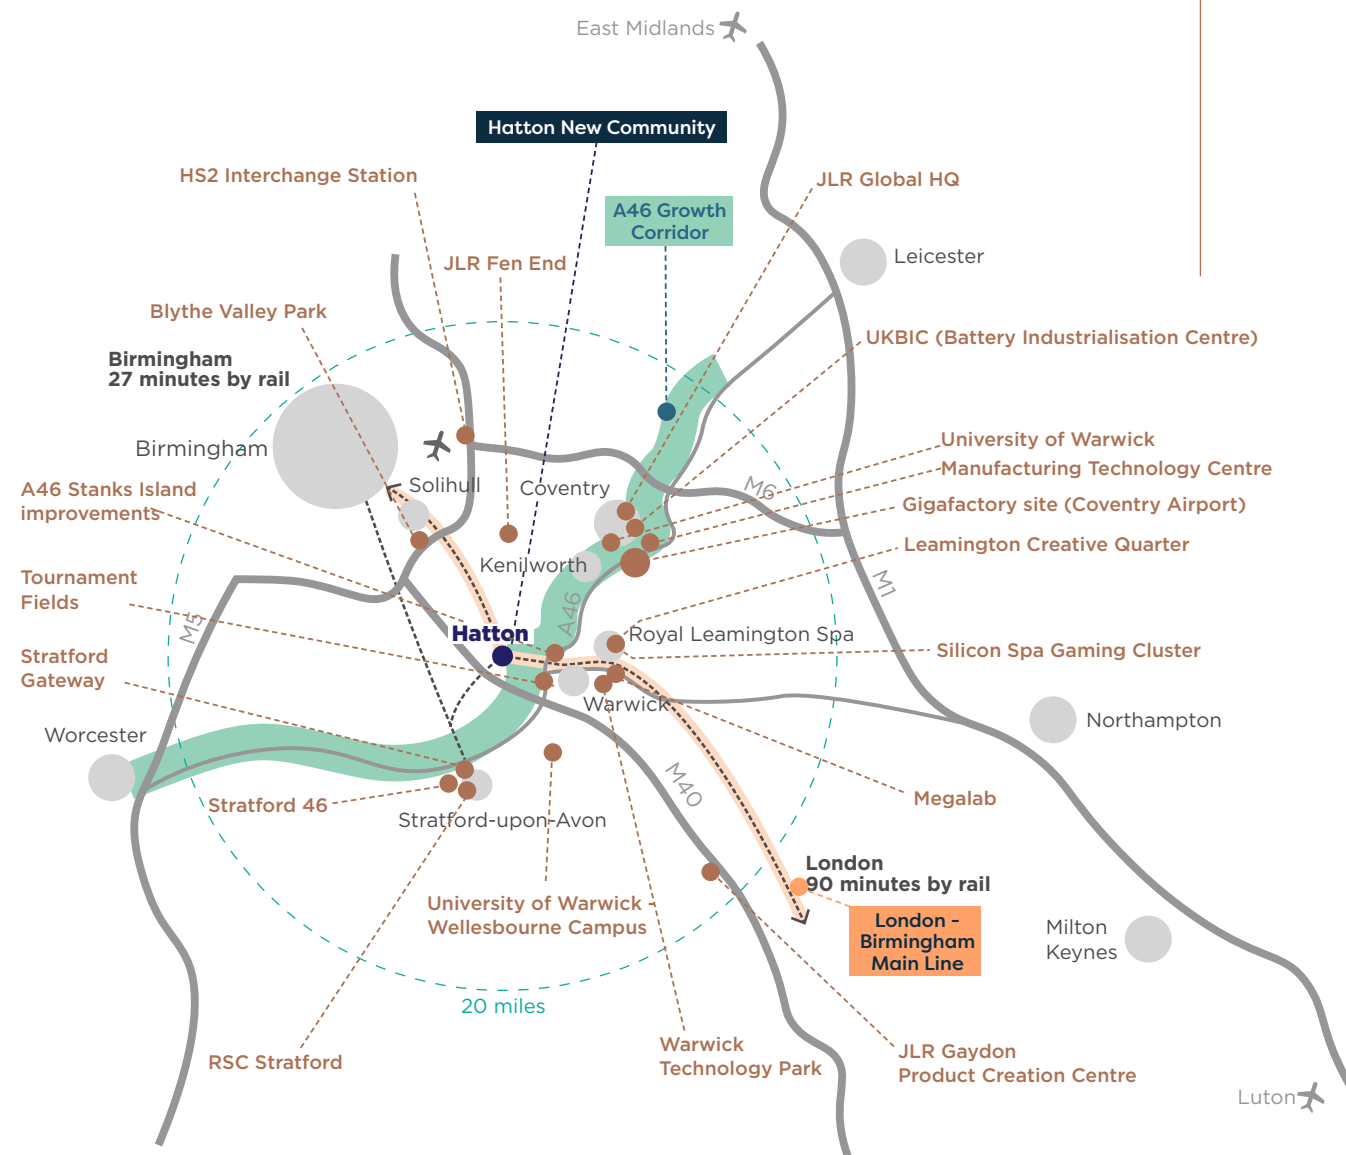 East Midlands
Hatton New Community
HS2 Interchange Station
JLR Global HQ
A46 Growth
Corridor
JLR Fen End
Leicester
Blythe Valley Park
UKBIC (Battery Industrialisation Centre)
Birmingham
27 minutes by rail
Birmingham
University of Warwick
Manufacturing Technology Centre
Solihull
Coventry
M6
A46 Stanks Island
improvements
Gigafactory site (Coventry Airport)
Leamington Creative Quarter
Kenilworth
Tournament
Fields
M1
A46
M5
Hatton
Royal Leamington Spa
Silicon Spa Gaming Cluster
Stratford
Gateway
Warwick
Northampton
Worcester
M40
Megalab
Stratford 46
Stratford-upon-Avon
London
90 minutes by rail
University of Warwick -
Wellesbourne Campus
London -
Birmingham
Main Line
Milton
Keynes
20 miles
RSC Stratford
Warwick
Technology Park
JLR Gaydon
Product Creation Centre
Luton